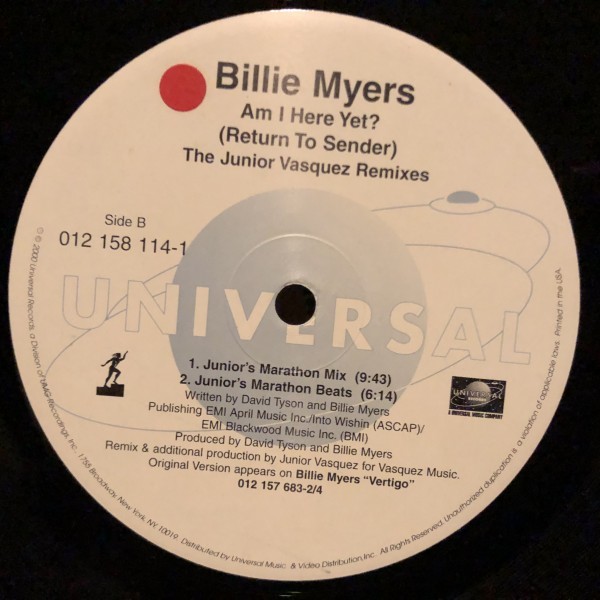 Billie Myers
Am I Here Yet?
(Return To Sender)
The Junior Vasquez Remixes
Side B
012 158 114-1
UNIVERSAL
1. Junior's Marathon Mix (9:43)
2. Junior's Marathon Beats (6:14)
Written by David Tyson and Billie Myers
Publishing EMI April Music Inc./Into Wishin (ASCAP)/
EMI Blackwood Music Inc. (BMI)
Produced by David Tyson and Billie Myers
Remix & additional production by Junior Vasquez for Vasquez Music.
Original Version appears on Billie Myers "Vertigo"
012 157 683-2/4
UNIVERSAL
A UNIVERSAL MUSIC COMPANY
℗ © 2000 Universal Records, a Division of UMG Recordings, Inc., 1755 Broadway, New York, NY 10019. Distributed by Universal Music & Video Distribution, Inc. All Rights Reserved. Unauthorized duplication is a violation of applicable laws. Printed in the USA.